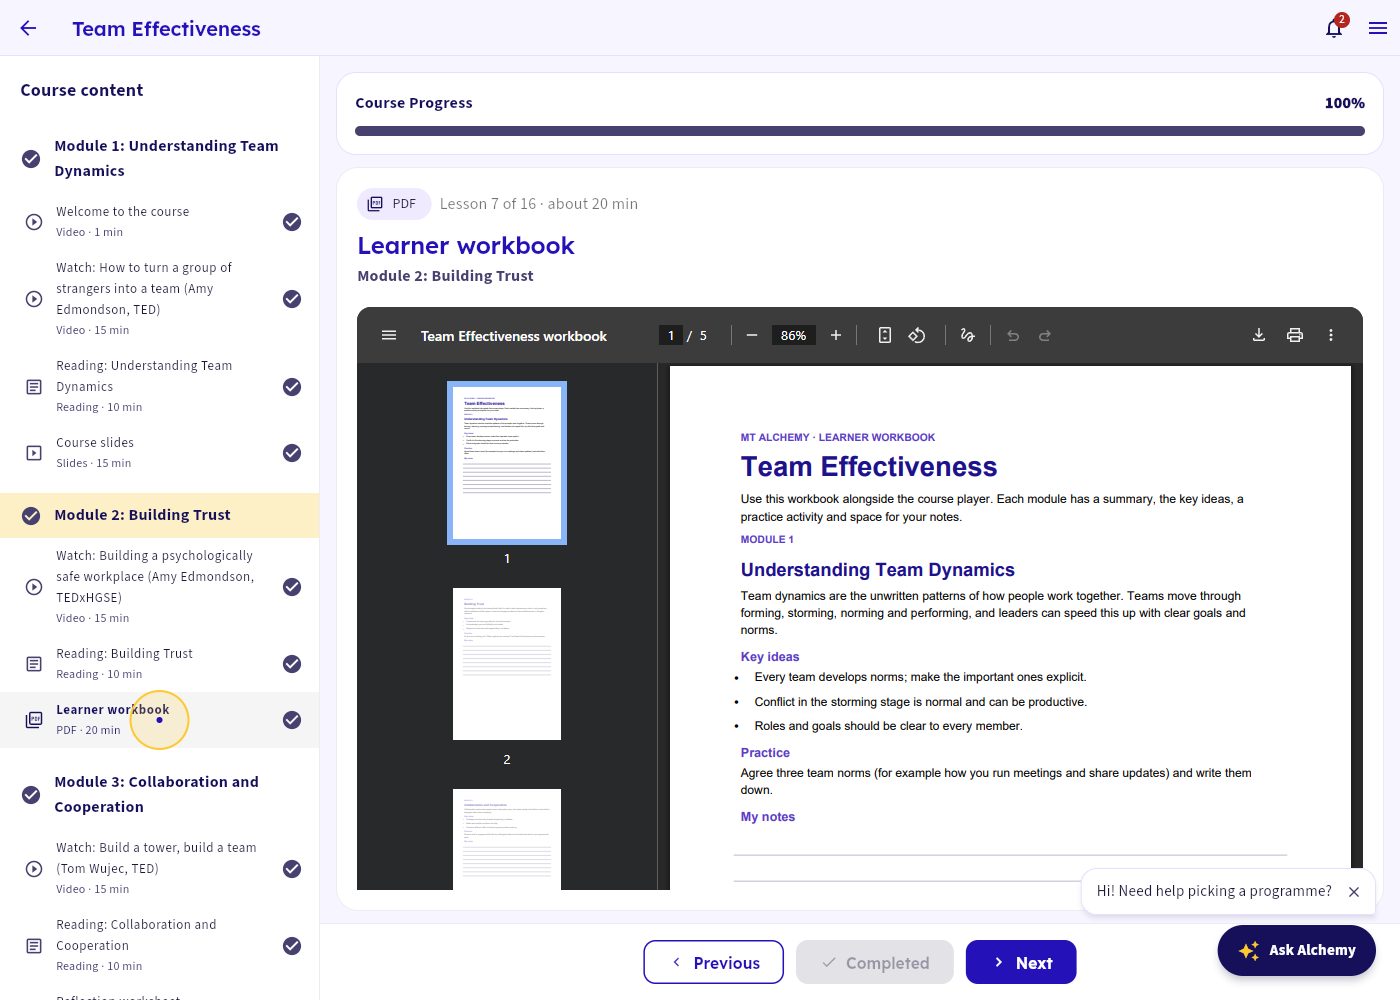 Team Effectiveness
2
Course content
Module 1: Understanding Team
Dynamics
Welcome to the course
Video · 1 min
Watch: How to turn a group of
strangers into a team (Amy
Edmondson, TED)
Video · 15 min
Reading: Understanding Team
Dynamics
Reading · 10 min
Course slides
Slides · 15 min
Module 2: Building Trust
Watch: Building a psychologically
safe workplace (Amy Edmondson,
TEDxHGSE)
Video · 15 min
Reading: Building Trust
Reading · 10 min
Learner workbook
PDF · 20 min
Module 3: Collaboration and
Cooperation
Watch: Build a tower, build a team
(Tom Wujec, TED)
Video · 15 min
Reading: Collaboration and
Cooperation
Reading · 10 min
Reflection worksheet
Course Progress
100%
PDF
Lesson 7 of 16 · about 20 min
Learner workbook
Module 2: Building Trust
Team Effectiveness workbook
1 / 5
86%
1
2
MT ALCHEMY · LEARNER WORKBOOK
Team Effectiveness
Use this workbook alongside the course player. Each module has a summary, the key ideas, a
practice activity and space for your notes.
MODULE 1
Understanding Team Dynamics
Team dynamics are the unwritten patterns of how people work together. Teams move through
forming, storming, norming and performing, and leaders can speed this up with clear goals and
norms.
Key ideas
• Every team develops norms; make the important ones explicit.
• Conflict in the storming stage is normal and can be productive.
• Roles and goals should be clear to every member.
Practice
Agree three team norms (for example how you run meetings and share updates) and write them
down.
My notes
Hi! Need help picking a programme?
Previous
Completed
Next
Ask Alchemy